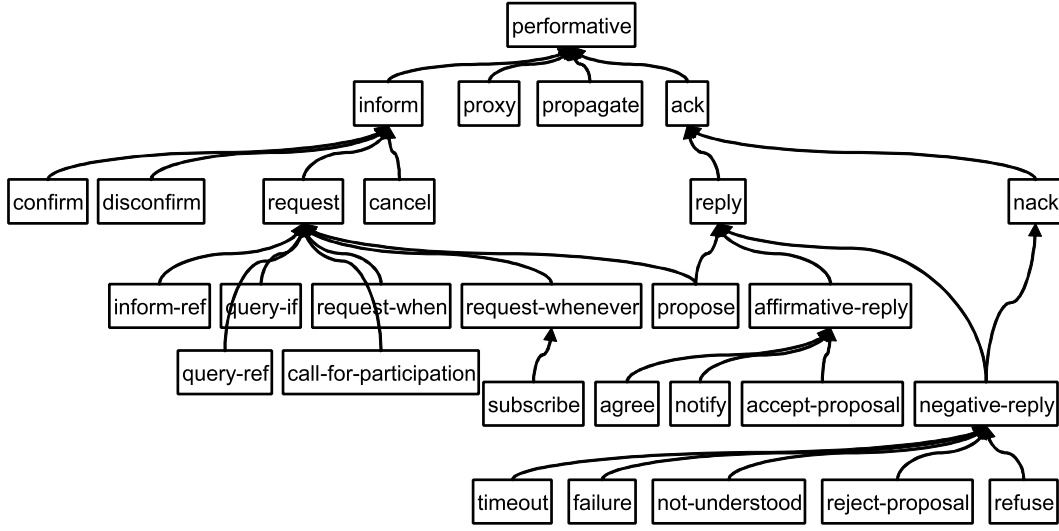 performative
inform
proxy
propagate
ack
confirm
disconfirm
request
cancel
reply
nack
inform-ref
query-if
request-when
request-whenever
propose
affirmative-reply
query-ref
call-for-participation
subscribe
agree
notify
accept-proposal
negative-reply
timeout
failure
not-understood
reject-proposal
refuse